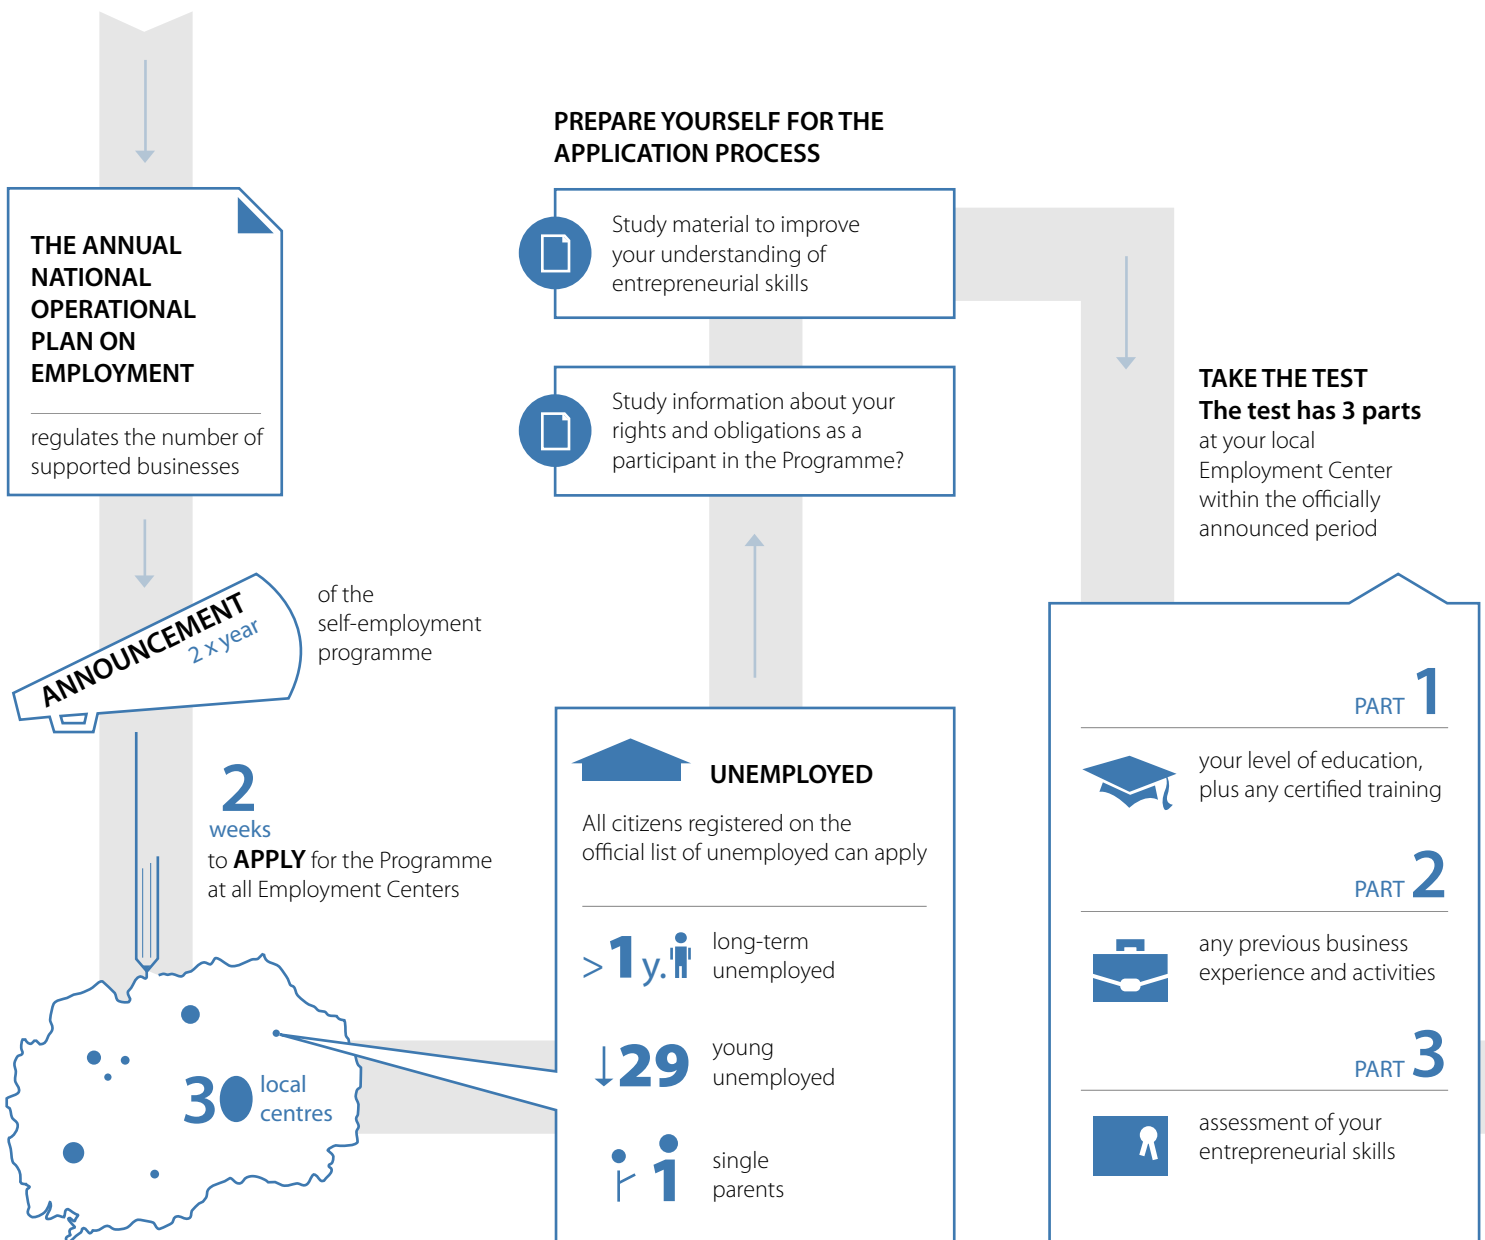 THE ANNUAL
NATIONAL
OPERATIONAL
PLAN ON
EMPLOYMENT
regulates the number of
supported businesses
ANNOUNCEMENT
2 x year
of the
self-employment
programme
2
weeks
to APPLY for the Programme
at all Employment Centers
30 local
centres
PREPARE YOURSELF FOR THE
APPLICATION PROCESS
Study material to improve
your understanding of
entrepreneurial skills
Study information about your
rights and obligations as a
participant in the Programme?
UNEMPLOYED
All citizens registered on the
official list of unemployed can apply
>1 y.
long-term
unemployed
↓29
young
unemployed
1
single
parents
TAKE THE TEST
The test has 3 parts
at your local
Employment Center
within the officially
announced period
PART 1
your level of education,
plus any certified training
PART 2
any previous business
experience and activities
PART 3
assessment of your
entrepreneurial skills